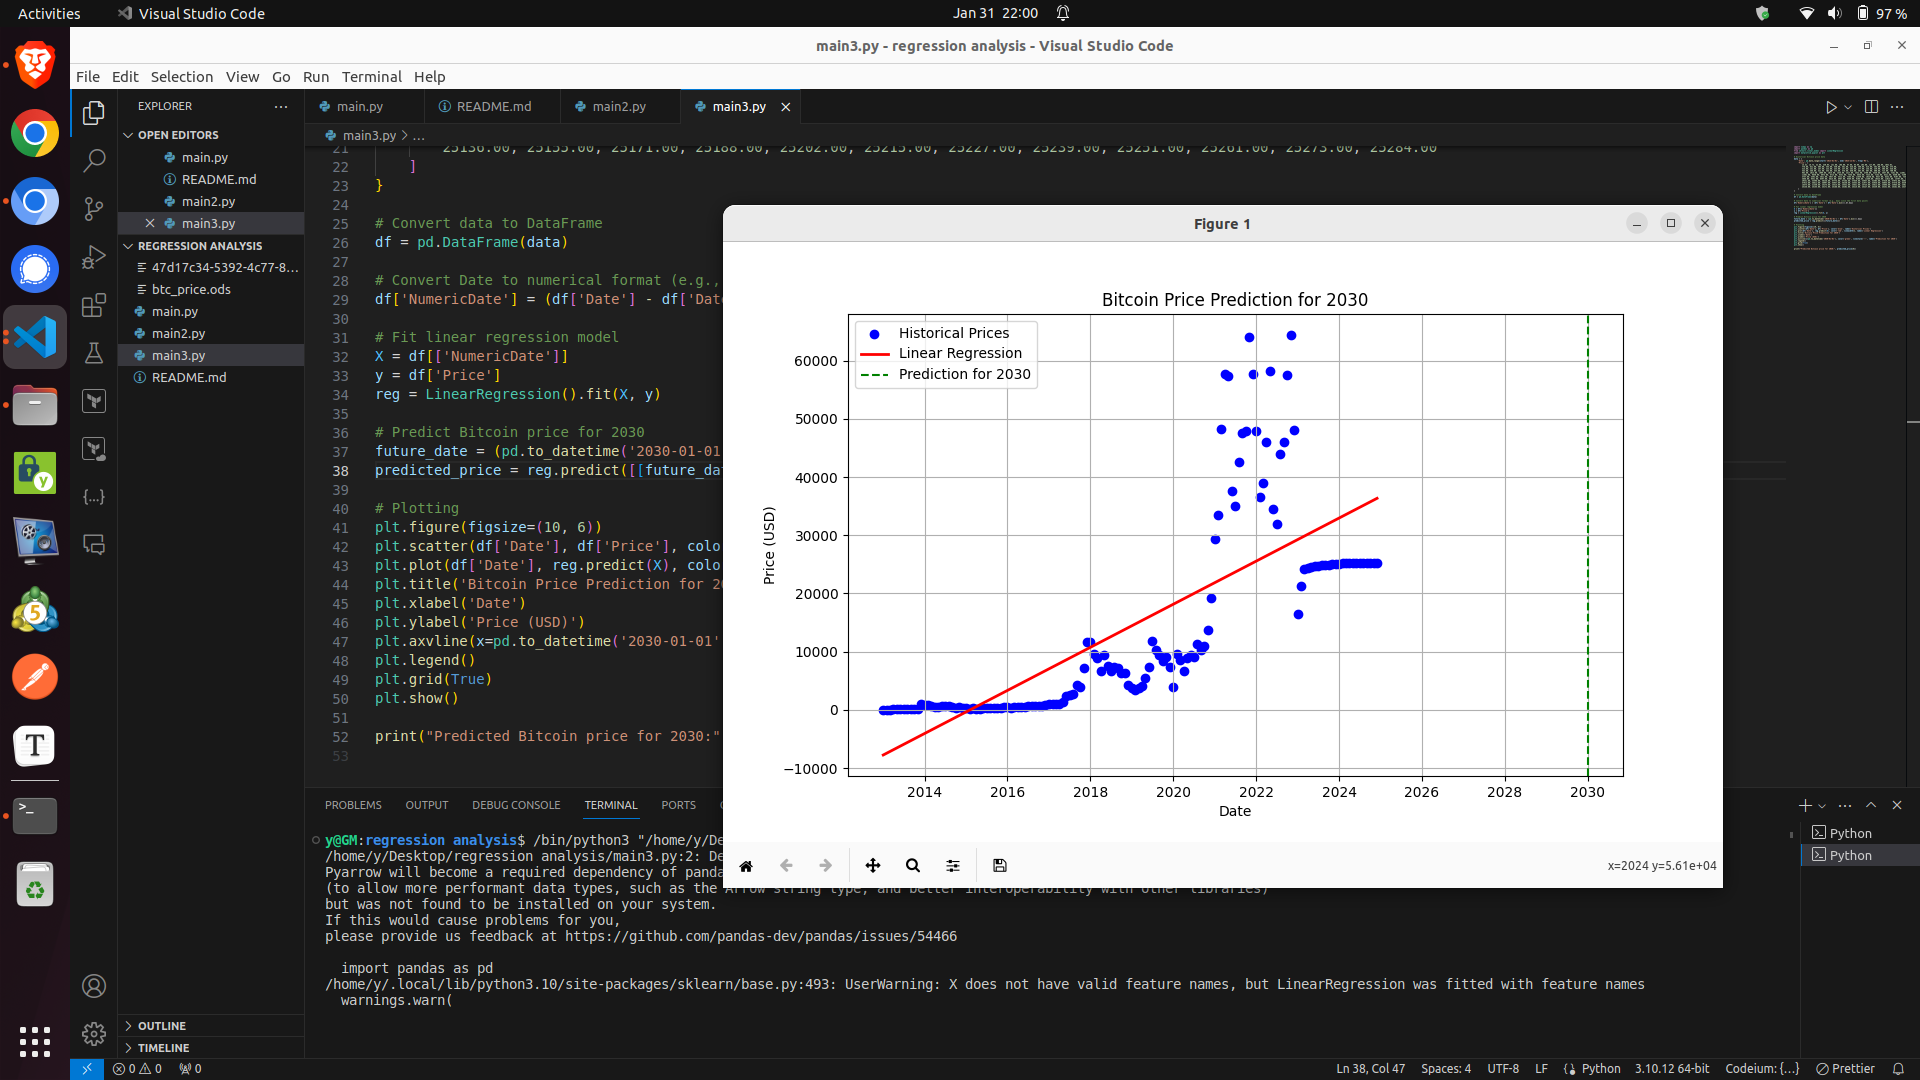 Activities
Visual Studio Code
Jan 31 22:00
97 %
main3.py - regression analysis - Visual Studio Code
File Edit Selection View Go Run Terminal Help
EXPLORER
OPEN EDITORS
main.py
README.md
main2.py
main3.py
REGRESSION ANALYSIS
47d17c34-5392-4c77-8...
btc_price.ods
main.py
main2.py
main3.py
README.md
OUTLINE
TIMELINE
main.py
README.md
main2.py
main3.py
main3.py > ...
21 25136.00, 25155.00, 25171.00, 25188.00, 25202.00, 25215.00, 25227.00, 25239.00, 25251.00, 25261.00, 25273.00, 25284.00
22 ]
23 }
24
25 # Convert data to DataFrame
26 df = pd.DataFrame(data)
27
28 # Convert Date to numerical format (e.g.,
29 df['NumericDate'] = (df['Date'] - df['Dat
30
31 # Fit linear regression model
32 X = df[['NumericDate']]
33 y = df['Price']
34 reg = LinearRegression().fit(X, y)
35
36 # Predict Bitcoin price for 2030
37 future_date = (pd.to_datetime('2030-01-01
38 predicted_price = reg.predict([[future_da
39
40 # Plotting
41 plt.figure(figsize=(10, 6))
42 plt.scatter(df['Date'], df['Price'], colo
43 plt.plot(df['Date'], reg.predict(X), colo
44 plt.title('Bitcoin Price Prediction for 2
45 plt.xlabel('Date')
46 plt.ylabel('Price (USD)')
47 plt.axvline(x=pd.to_datetime('2030-01-01'
48 plt.legend()
49 plt.grid(True)
50 plt.show()
51
52 print("Predicted Bitcoin price for 2030:"
53
Figure 1
Bitcoin Price Prediction for 2030
Historical Prices
Linear Regression
Prediction for 2030
Price (USD)
60000
50000
40000
30000
20000
10000
0
−10000
2014 2016 2018 2020 2022 2024 2026 2028 2030
Date
x=2024 y=5.61e+04
PROBLEMS OUTPUT DEBUG CONSOLE TERMINAL PORTS
y@GM:regression analysis$ /bin/python3 "/home/y/De
/home/y/Desktop/regression analysis/main3.py:2: De
Pyarrow will become a required dependency of panda
(to allow more performant data types, such as the Arrow string type, and better interoperability with other libraries)
but was not found to be installed on your system.
If this would cause problems for you,
please provide us feedback at https://github.com/pandas-dev/pandas/issues/54466
import pandas as pd
/home/y/.local/lib/python3.10/site-packages/sklearn/base.py:493: UserWarning: X does not have valid feature names, but LinearRegression was fitted with feature names
warnings.warn(
Python
Python
0 0 0
Ln 38, Col 47 Spaces: 4 UTF-8 LF Python 3.10.12 64-bit Codeium: {...} Prettier